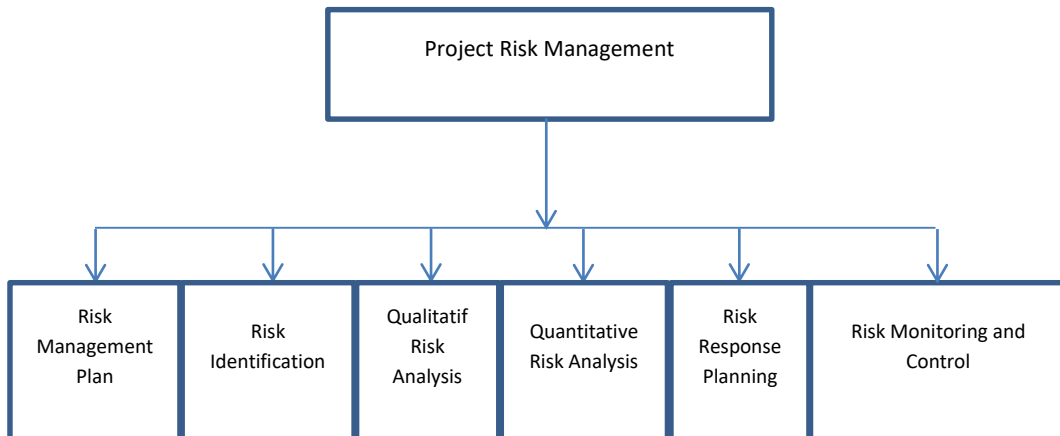 Project Risk Management
Risk
Management
Plan
Risk
Identification
Qualitatif
Risk
Analysis
Quantitative
Risk Analysis
Risk
Response
Planning
Risk Monitoring and
Control